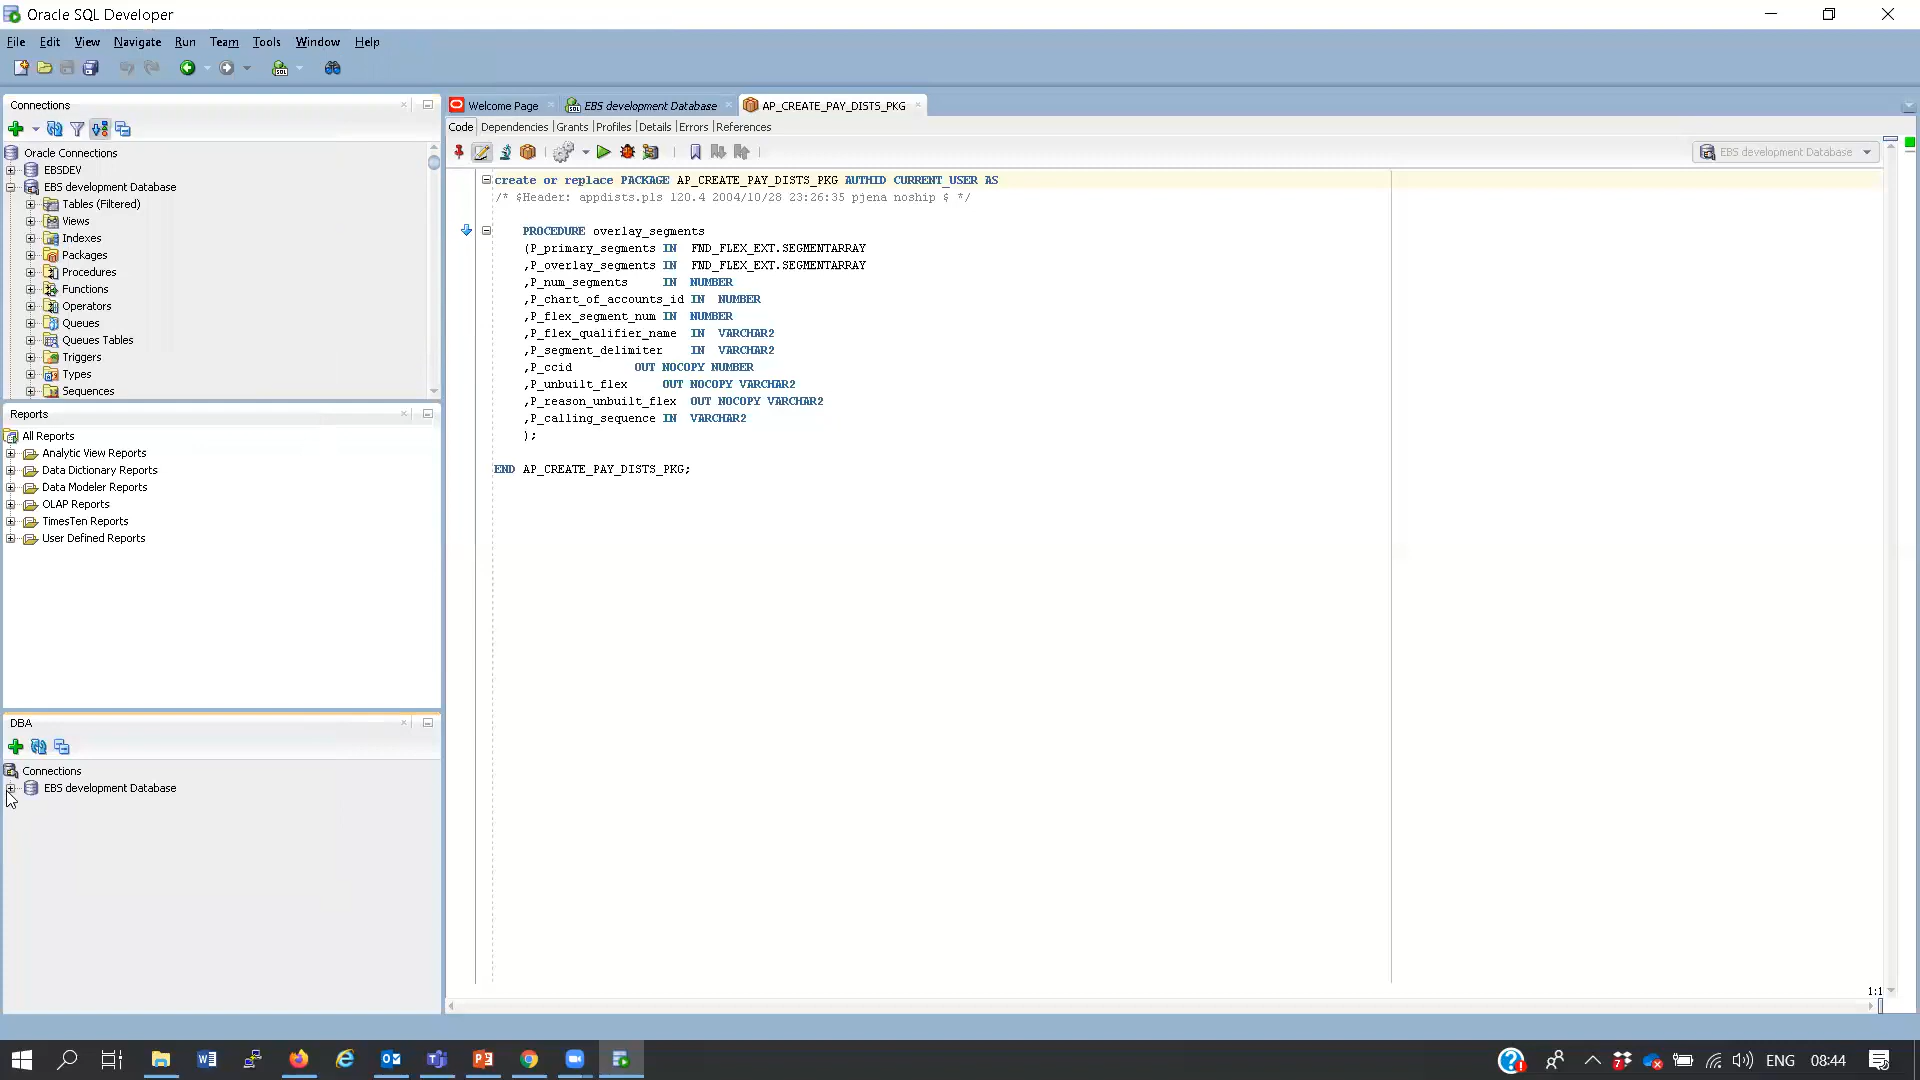 Oracle SQL Developer
File Edit View Navigate Run Team Tools Window Help
Connections
Oracle Connections
EBSDEV
EBS development Database
Tables (Filtered)
Views
Indexes
Packages
Procedures
Functions
Operators
Queues
Queues Tables
Triggers
Types
Sequences
Reports
All Reports
Analytic View Reports
Data Dictionary Reports
Data Modeler Reports
OLAP Reports
TimesTen Reports
User Defined Reports
DBA
Connections
EBS development Database
Welcome Page EBS development Database AP_CREATE_PAY_DISTS_PKG
Code Dependencies Grants Profiles Details Errors References
EBS development Database
create or replace PACKAGE AP_CREATE_PAY_DISTS_PKG AUTHID CURRENT_USER AS
/* $Header: appdists.pls 120.4 2004/10/28 23:26:35 pjena noship $ */
PROCEDURE overlay_segments
(P_primary_segments IN FND_FLEX_EXT.SEGMENTARRAY
,P_overlay_segments IN FND_FLEX_EXT.SEGMENTARRAY
,P_num_segments IN NUMBER
,P_chart_of_accounts_id IN NUMBER
,P_flex_segment_num IN NUMBER
,P_flex_qualifier_name IN VARCHAR2
,P_segment_delimiter IN VARCHAR2
,P_ccid OUT NOCOPY NUMBER
,P_unbuilt_flex OUT NOCOPY VARCHAR2
,P_reason_unbuilt_flex OUT NOCOPY VARCHAR2
,P_calling_sequence IN VARCHAR2
);
END AP_CREATE_PAY_DISTS_PKG;
1:1
ENG 08:44